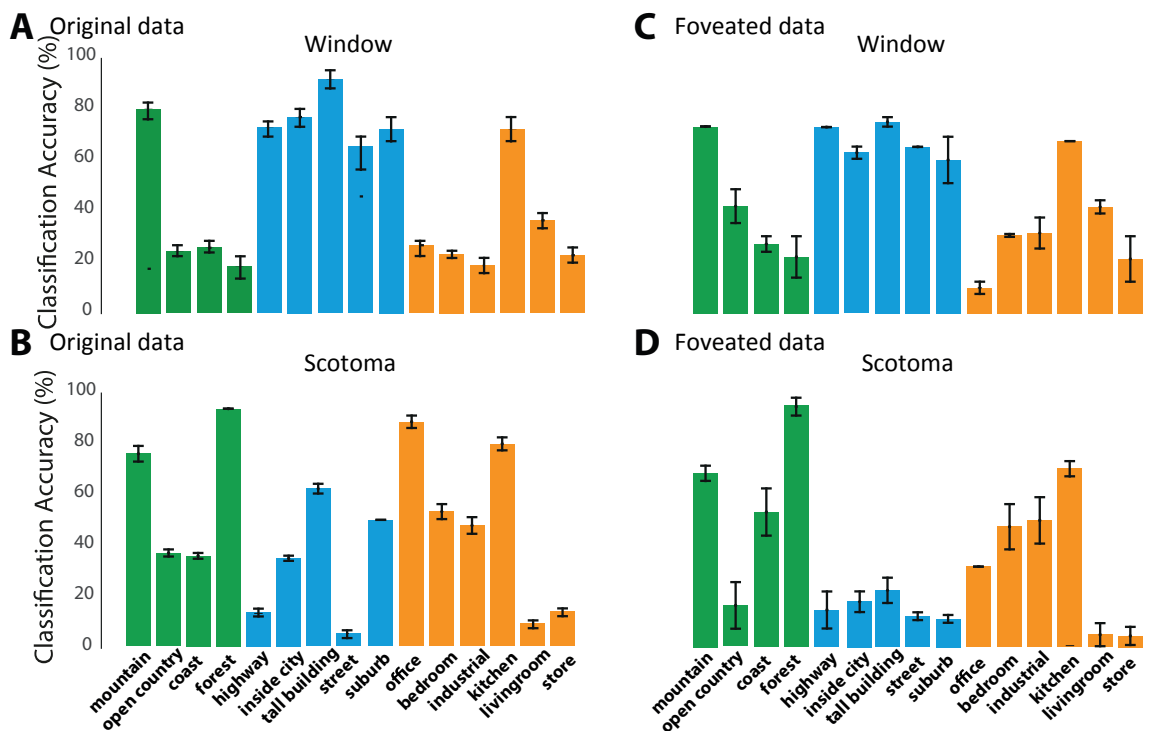 A Original data
Window
Classification Accuracy (%)
100
80
60
40
20
0
C Foveated data
Window
B Original data
Scotoma
Classification Accuracy (%)
100
80
60
40
20
0
mountain
open country
coast
forest
highway
inside city
tall building
street
suburb
office
bedroom
industrial
kitchen
livingroom
store
D Foveated data
Scotoma
mountain
open country
coast
forest
highway
inside city
tall building
street
suburb
office
bedroom
industrial
kitchen
livingroom
store